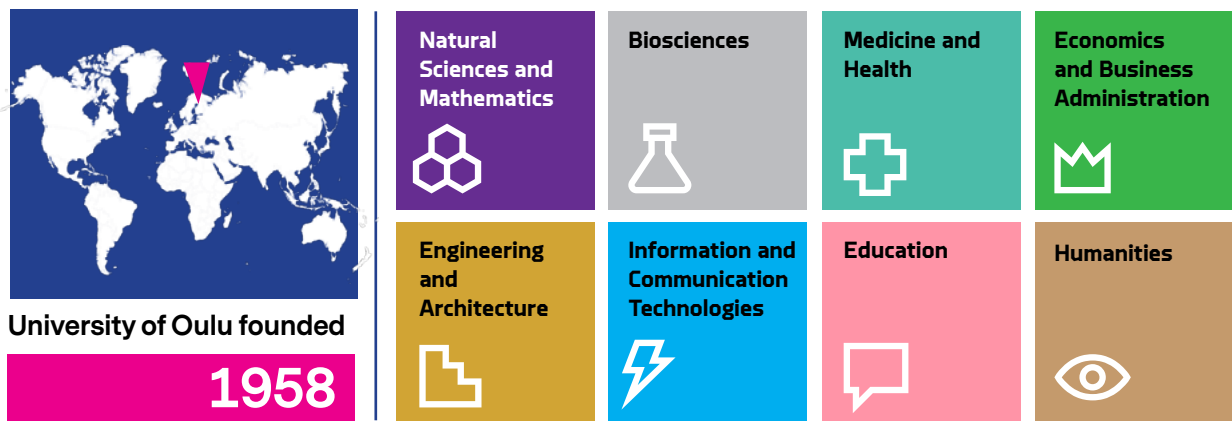 University of Oulu founded
1958
Natural
Sciences and
Mathematics
Biosciences
Medicine and
Health
Economics
and Business
Administration
Engineering
and
Architecture
Information and
Communication
Technologies
Education
Humanities